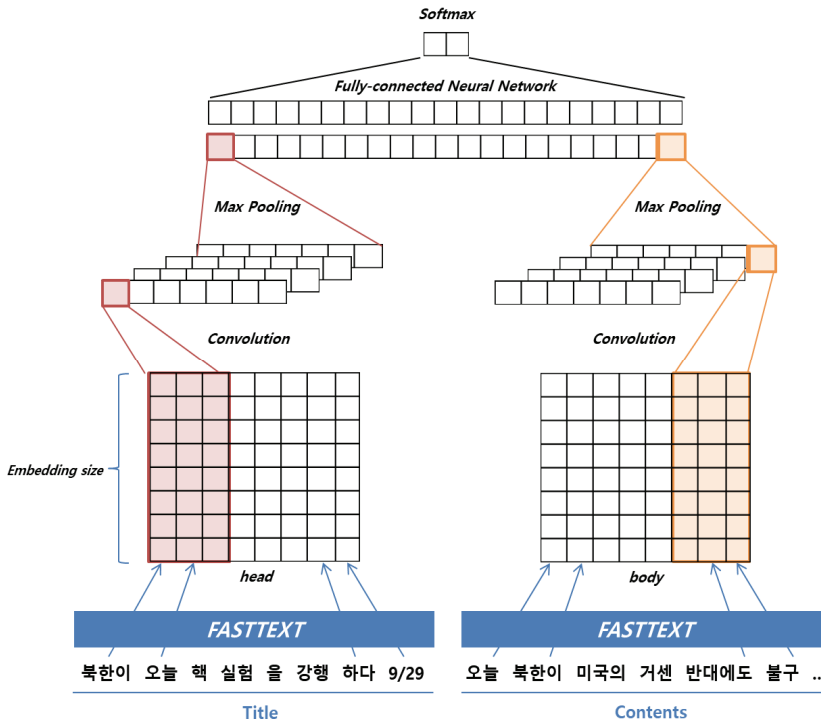 Softmax
Fully-connected Neural Network
Max Pooling
Max Pooling
Convolution
Convolution
Embedding size
head
body
FASTTEXT
FASTTEXT
북한이 오늘 핵 실험 을 강행 하다 9/29
오늘 북한이 미국의 거센 반대에도 불구 ..
Title
Contents